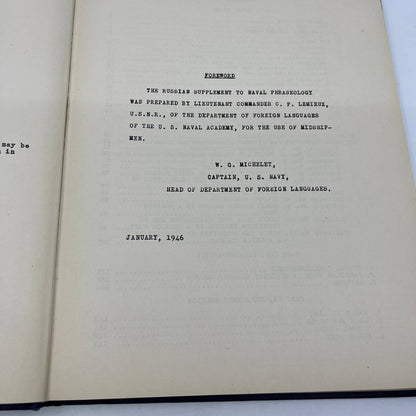 may be
in
FOREWORD
THE RUSSIAN SUPPLEMENT TO NAVAL PHRASEOLOGY
WAS PREPARED BY LIEUTENANT COMMANDER C. P. LEMIEUX,
U.S.N.R., OF THE DEPARTMENT OF FOREIGN LANGUAGES
OF THE U. S. NAVAL ACADEMY, FOR THE USE OF MIDSHIP-
MEN.
W. G. MICHELET,
CAPTAIN, U. S. NAVY,
HEAD OF DEPARTMENT OF FOREIGN LANGUAGES.
JANUARY, 1946